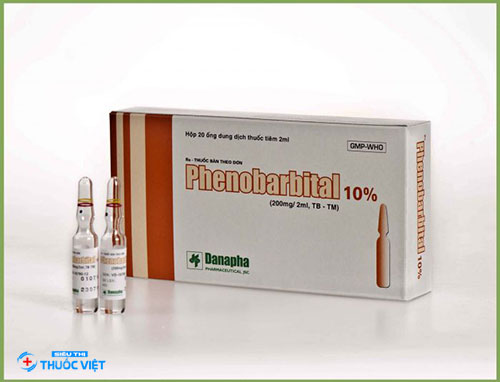 Hộp 20 ống dung dịch thuốc tiêm 2ml
GMP-WHO
Rx - THUỐC BÁN THEO ĐƠN
Phenobarbital 10%
(200mg/ 2ml, TB - TM)
Danapha
PHARMACEUTICAL JSC
Phenobarbital
10%
SIÊU THỊ
THUỐC VIỆT